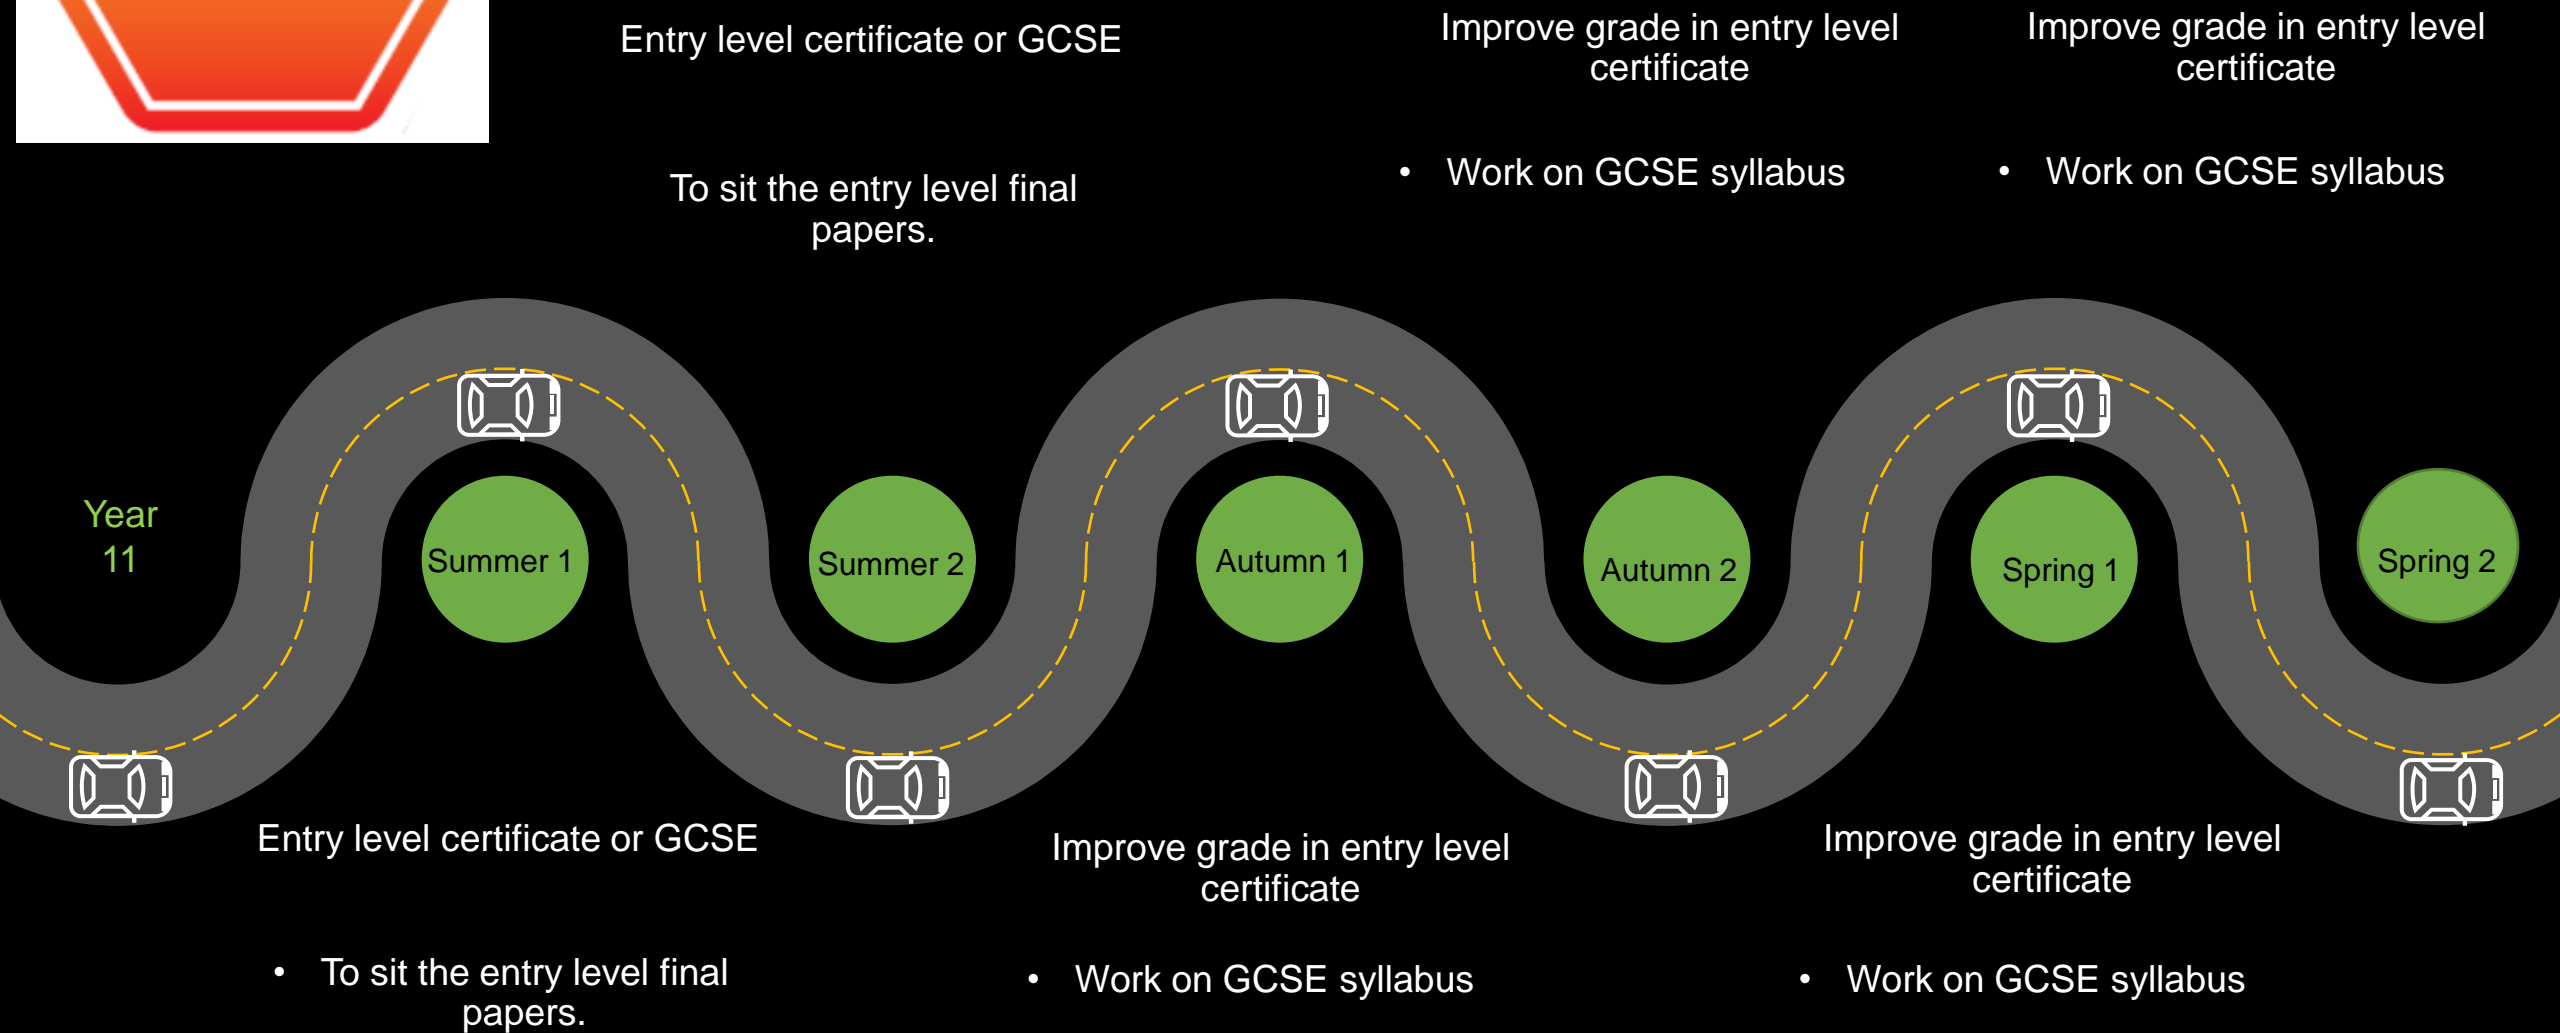 Entry level certificate or GCSE
To sit the entry level final
papers.
Improve grade in entry level
certificate
• Work on GCSE syllabus
Improve grade in entry level
certificate
• Work on GCSE syllabus
Year
11
Summer 1
Summer 2
Autumn 1
Autumn 2
Spring 1
Spring 2
Entry level certificate or GCSE
• To sit the entry level final
papers.
Improve grade in entry level
certificate
• Work on GCSE syllabus
Improve grade in entry level
certificate
• Work on GCSE syllabus